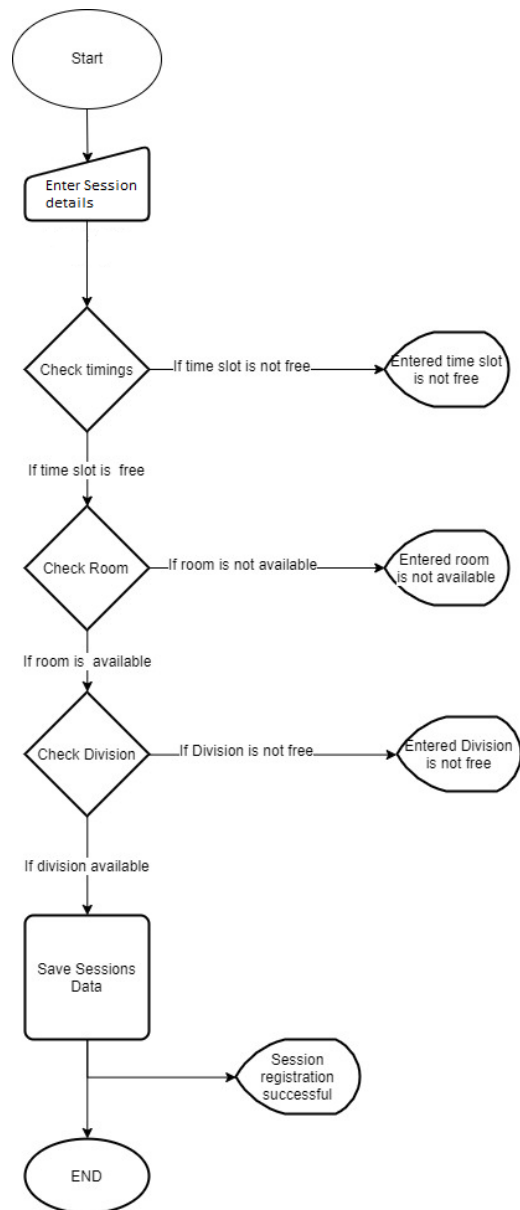 Start
Enter Session
details
Check timings
If time slot is not free
Entered time slot
is not free
If time slot is  free
Check Room
If room is not available
Entered room
is not available
If room is  available
Check Division
If Division is not free
Entered Division
is not free
If division available
Save Sessions
Data
Session
registration
successful
END